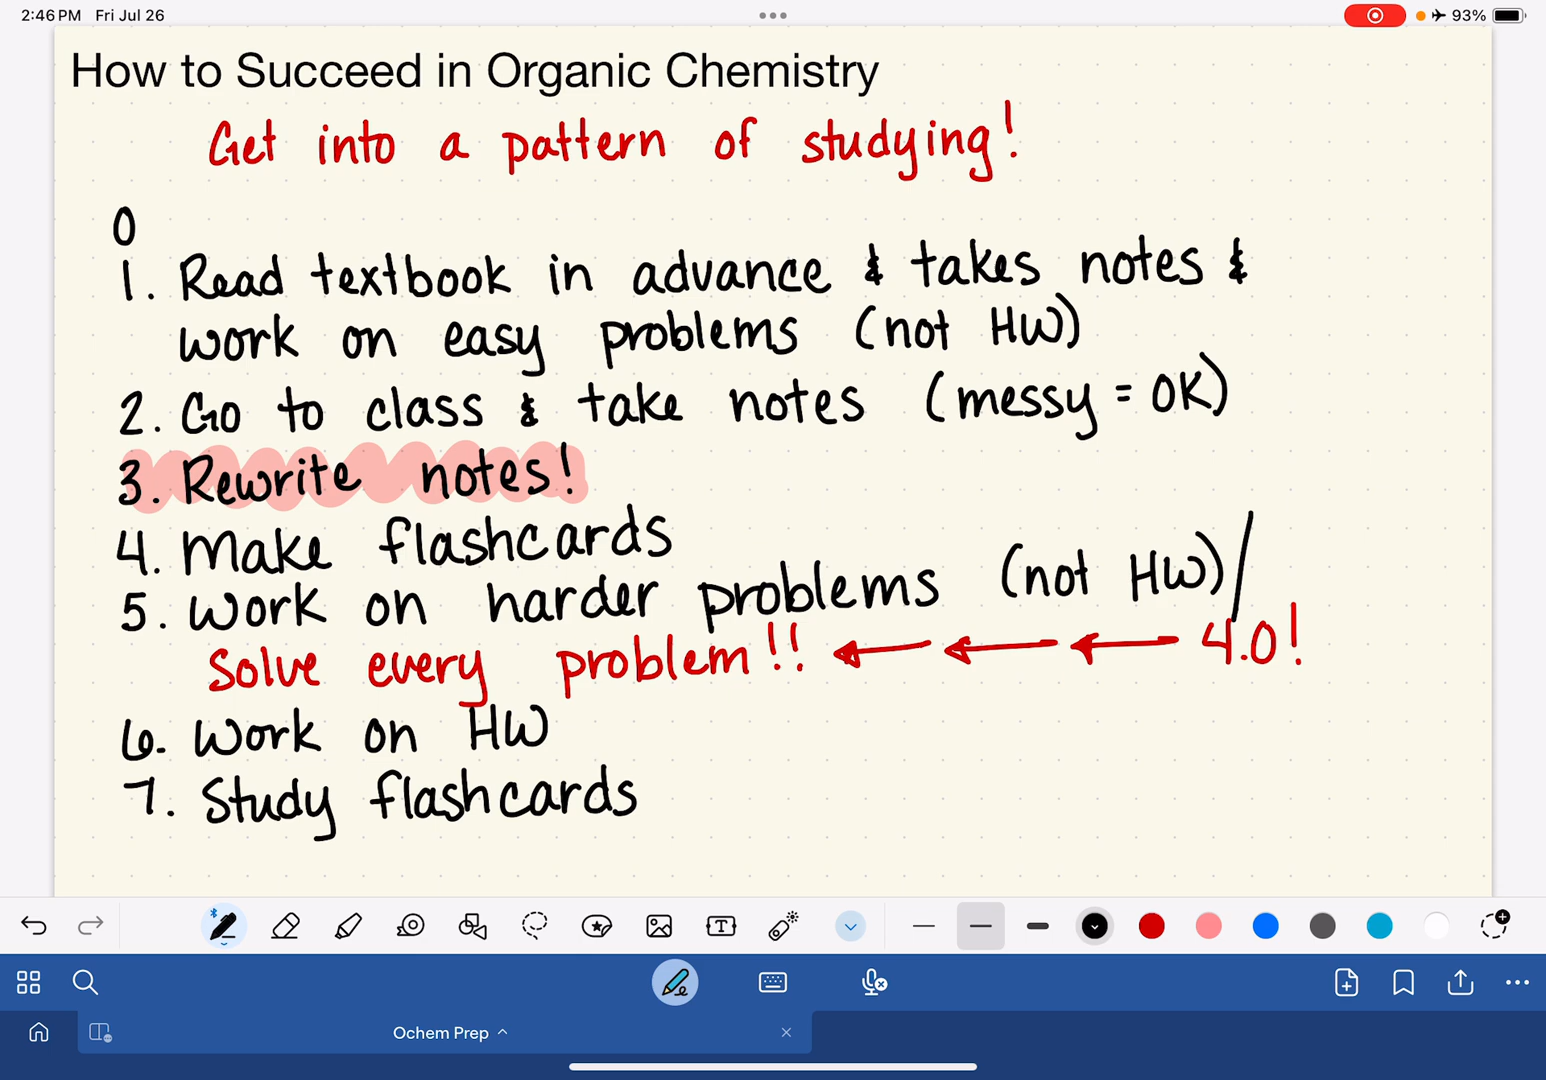 2:46 PM Fri Jul 26
93%
How to Succeed in Organic Chemistry
Get into a pattern of studying!
0
1. Read textbook in advance & takes notes &
work on easy problems (not HW)
2. Go to class & take notes (messy = OK)
3. Rewrite notes!
4. Make flashcards
5. Work on harder problems (not HW)/
Solve every problem!! ← ← ← 4.0!
6. Work on HW
7. Study flashcards
Ochem Prep